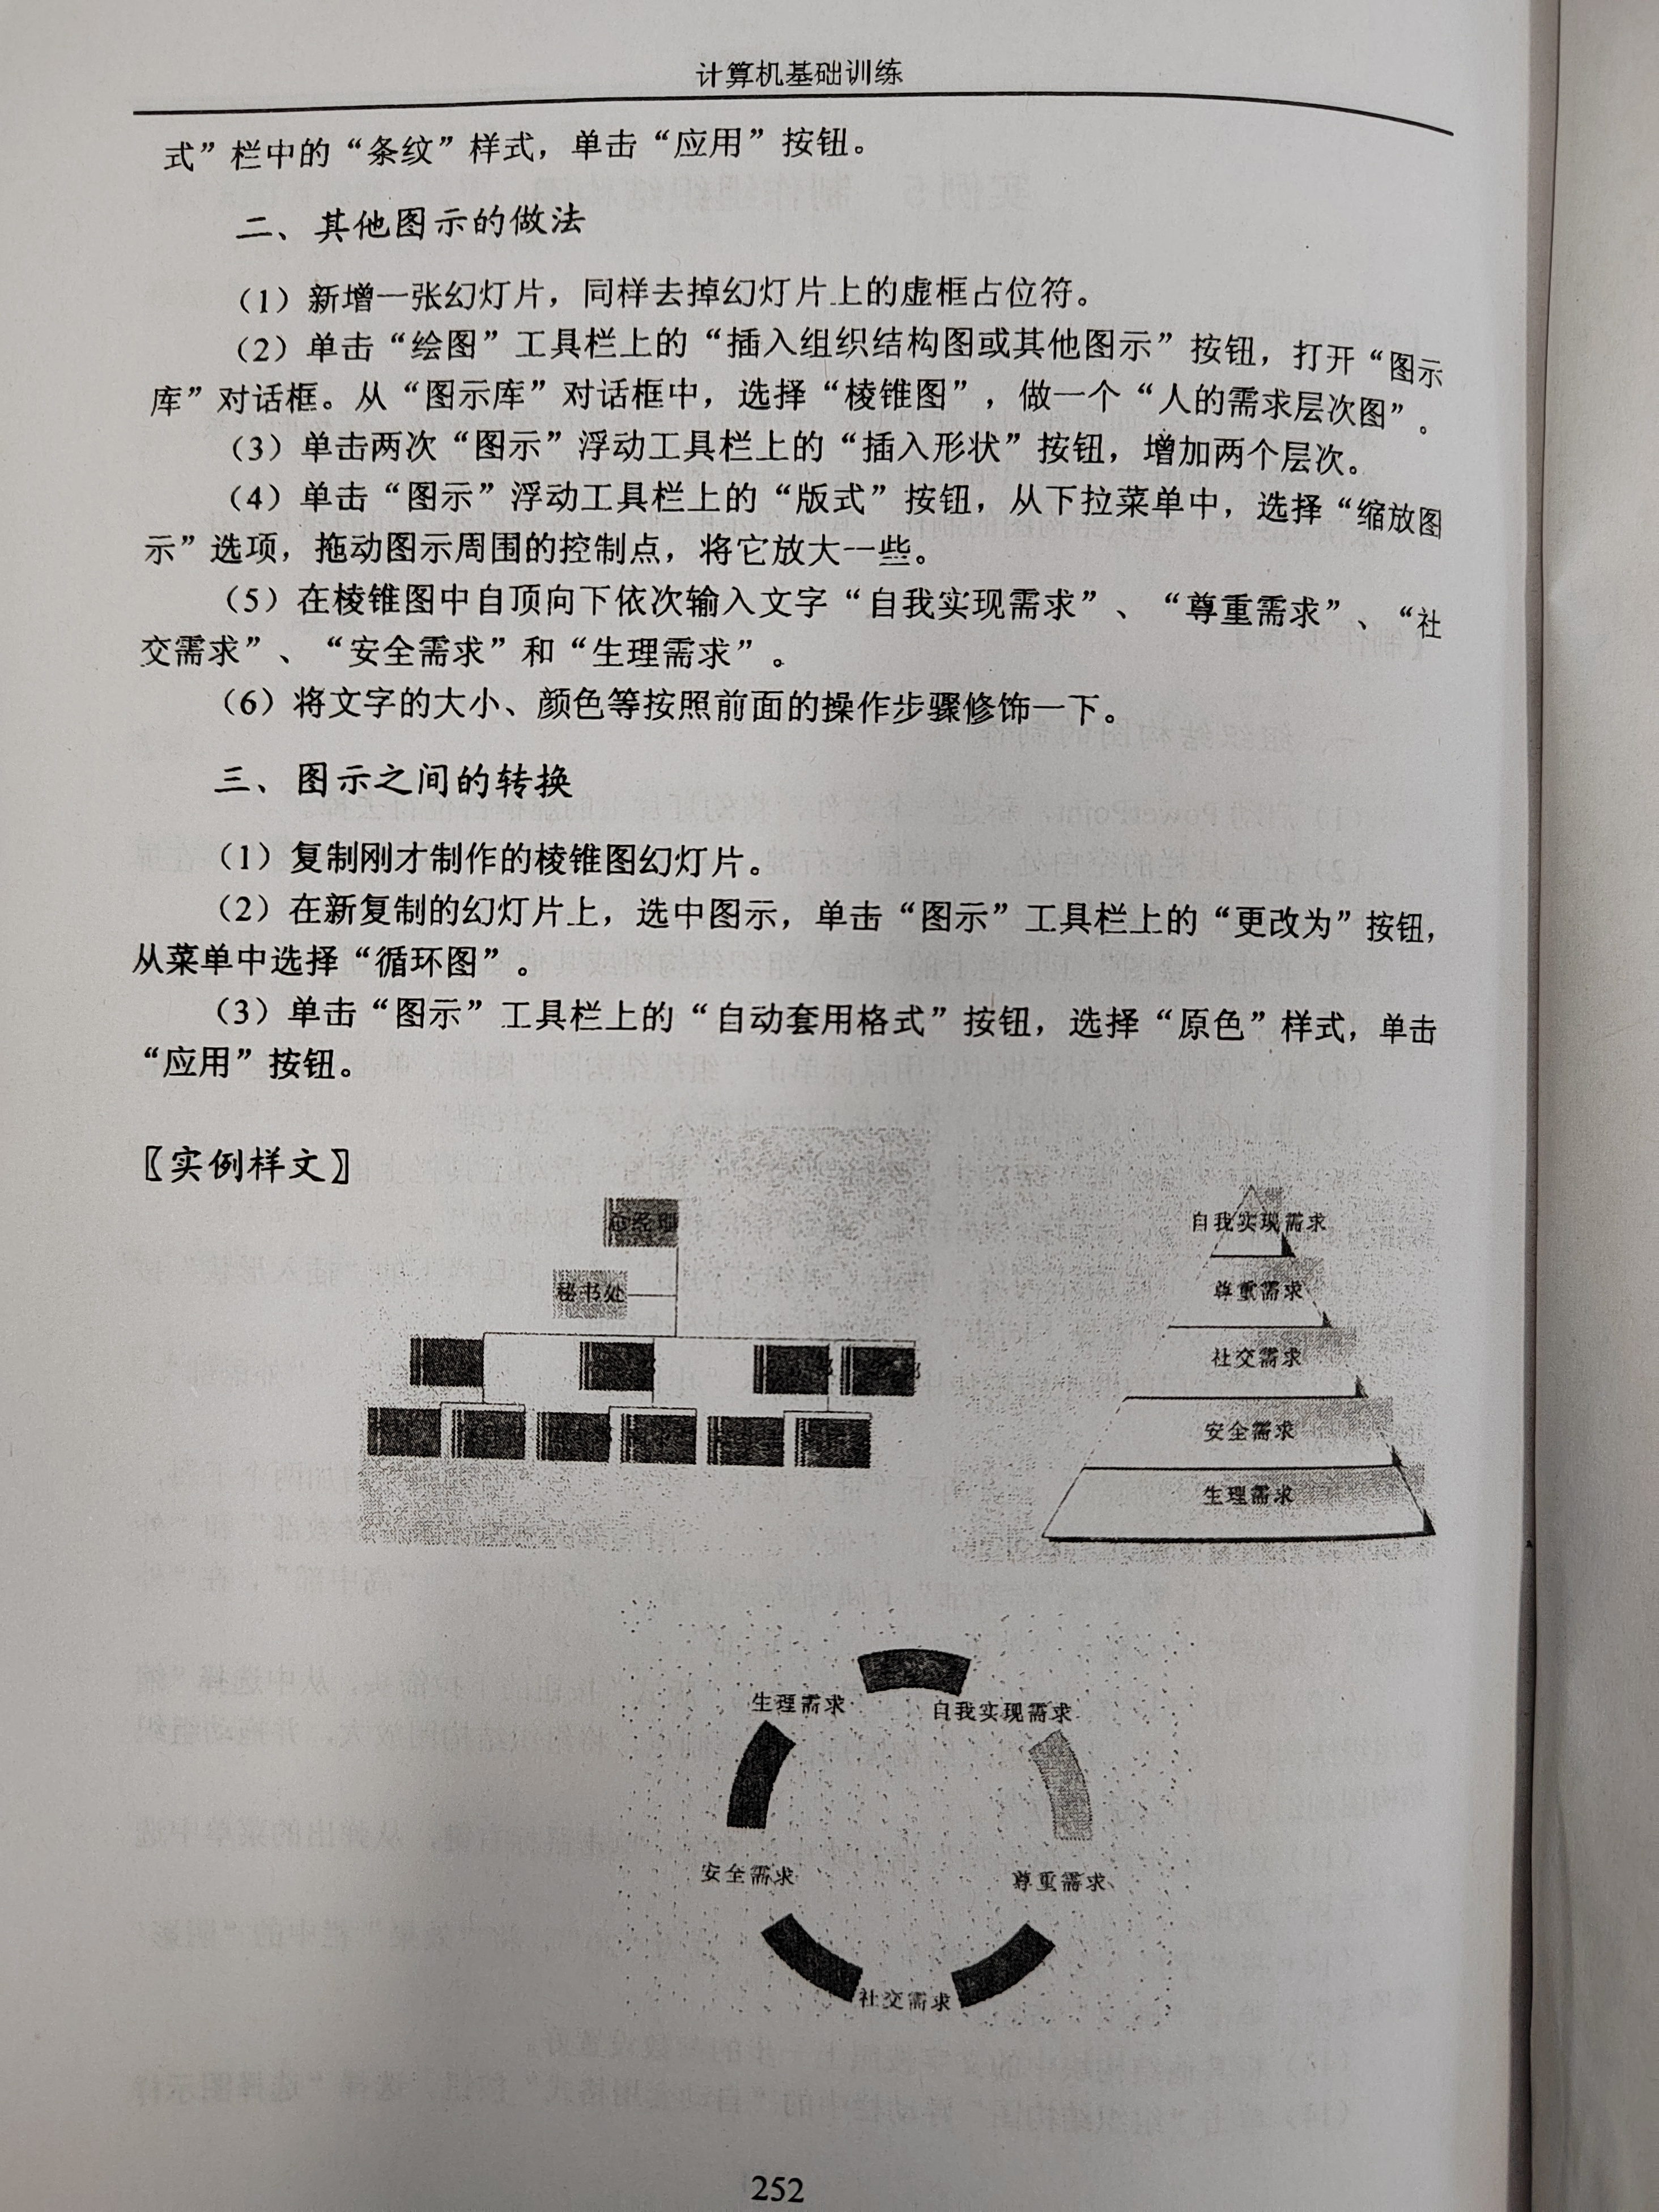 计算机基础训练
式”栏中的“条纹”样式，单击“应用”按钮。
二、其他图示的做法
（1）新增一张幻灯片，同样去掉幻灯片上的虚框占位符。
（2）单击“绘图”工具栏上的“插入组织结构图或其他图示”按钮，打开“图示
库”对话框。从“图示库”对话框中，选择“棱锥图”，做一个“人的需求层次图”。
（3）单击两次“图示”浮动工具栏上的“插入形状”按钮，增加两个层次。
（4）单击“图示”浮动工具栏上的“版式”按钮，从下拉菜单中，选择“缩放图
示”选项，拖动图示周围的控制点，将它放大一些。
（5）在棱锥图中自顶向下依次输入文字“自我实现需求”、“尊重需求”、“社
交需求”、“安全需求”和“生理需求”。
（6）将文字的大小、颜色等按照前面的操作步骤修饰一下。
三、图示之间的转换
（1）复制刚才制作的棱锥图幻灯片。
（2）在新复制的幻灯片上，选中图示，单击“图示”工具栏上的“更改为”按钮，
从菜单中选择“循环图”。
（3）单击“图示”工具栏上的“自动套用格式”按钮，选择“原色”样式，单击
“应用”按钮。
〖实例样文〗
总经理
秘书处
自我实现需求
尊重需求
社交需求
安全需求
生理需求
生理需求
自我实现需求
安全需求
尊重需求
社交需求
252